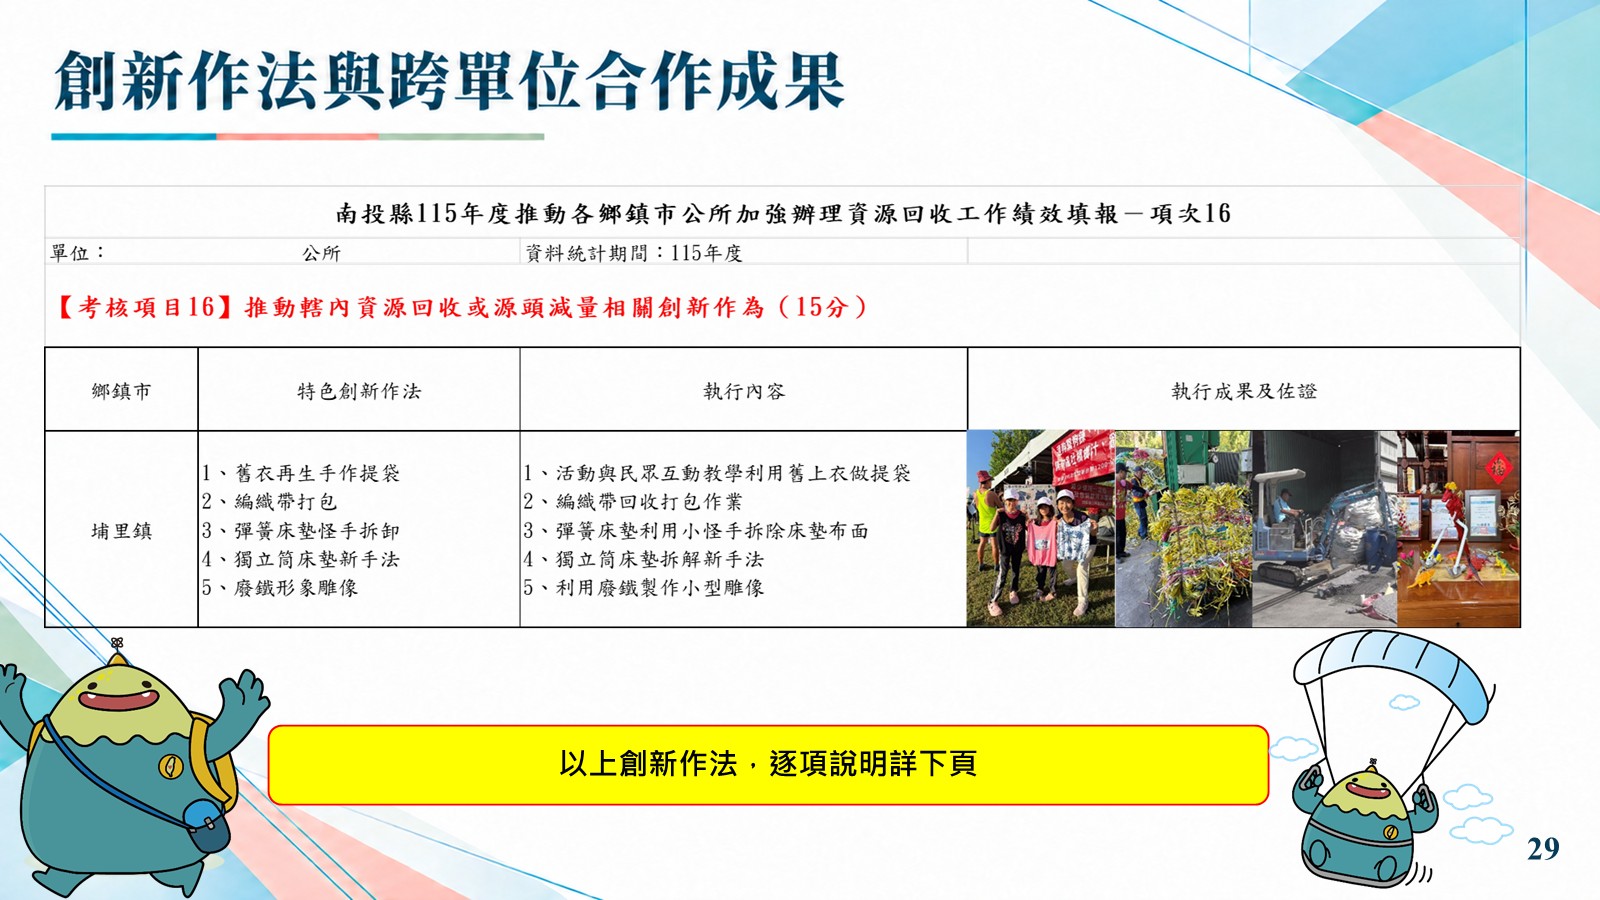 創新作法與跨單位合作成果
南投縣115年度推動各鄉鎮市公所加強辦理資源回收工作績效填報－項次16
單位： 公所 資料統計期間：115年度
【考核項目16】推動轄內資源回收或源頭減量相關創新作為（15分）
鄉鎮市 特色創新作法 執行內容 執行成果及佐證
埔里鎮
1、舊衣再生手作提袋
2、編織帶打包
3、彈簧床墊怪手拆卸
4、獨立筒床墊新手法
5、廢鐵形象雕像
1、活動與民眾互動教學利用舊上衣做提袋
2、編織帶回收打包作業
3、彈簧床墊利用小怪手拆除床墊布面
4、獨立筒床墊拆解新手法
5、利用廢鐵製作小型雕像
以上創新作法，逐項說明詳下頁
29